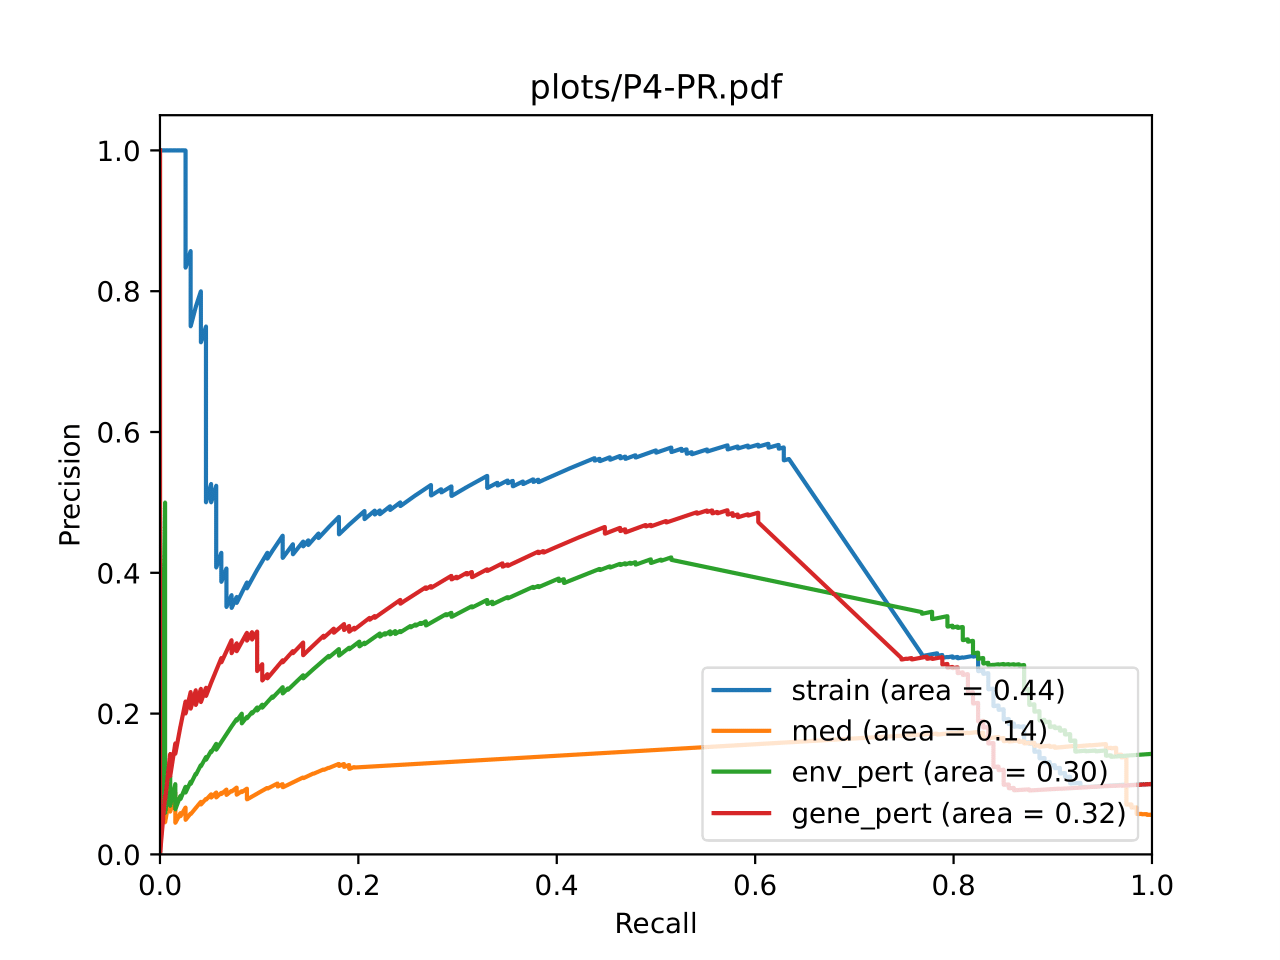 plots/P4-PR.pdf
Precision
1.0
0.8
0.6
0.4
0.2
0.0
strain (area = 0.44)
med (area = 0.14)
env_pert (area = 0.30)
gene_pert (area = 0.32)
0.0 0.2 0.4 0.6 0.8 1.0
Recall